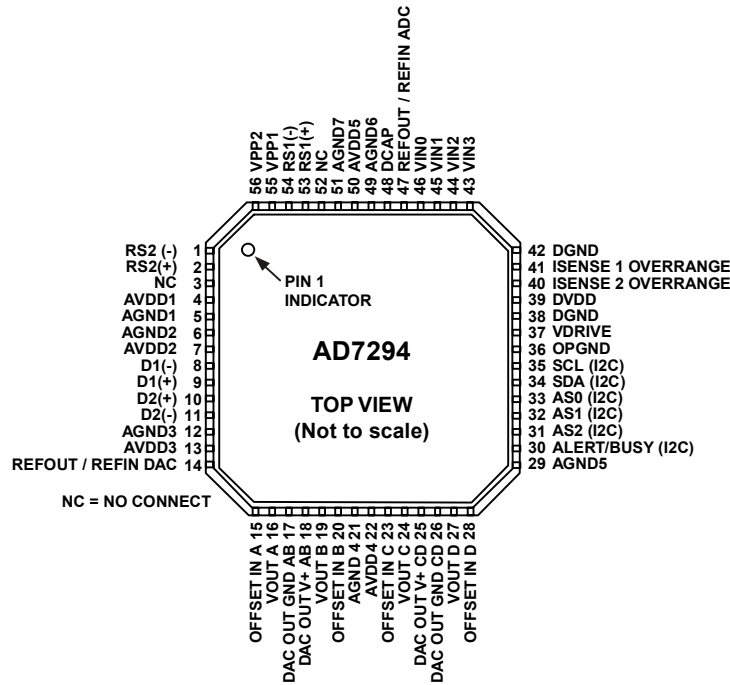 56 VPP2
55 VPP1
54 RS1(-)
53 RS1(+)
52 NC
51 AGND7
50 AVDD5
49 AGND6
48 DCAP
47 REFOUT / REFIN ADC
46 VIN0
45 VIN1
44 VIN2
43 VIN3
RS2 (-) 1
RS2(+) 2
NC 3
AVDD1 4
AGND1 5
AGND2 6
AVDD2 7
D1(-) 8
D1(+) 9
D2(+) 10
D2(-) 11
AGND3 12
AVDD3 13
REFOUT / REFIN DAC 14
PIN 1
INDICATOR
AD7294
TOP VIEW
(Not to scale)
42 DGND
41 ISENSE 1 OVERRANGE
40 ISENSE 2 OVERRANGE
39 DVDD
38 DGND
37 VDRIVE
36 OPGND
35 SCL (I2C)
34 SDA (I2C)
33 AS0 (I2C)
32 AS1 (I2C)
31 AS2 (I2C)
30 ALERT/BUSY (I2C)
29 AGND5
NC = NO CONNECT
OFFSET IN A 15
VOUT A 16
DAC OUT GND AB 17
DAC OUT V+ AB 18
VOUT B 19
OFFSET IN B 20
AGND 4 21
AVDD 4 22
OFFSET IN C 23
VOUT C 24
DAC OUT V+ CD 25
DAC OUT GND CD 26
VOUT D 27
OFFSET IN D 28